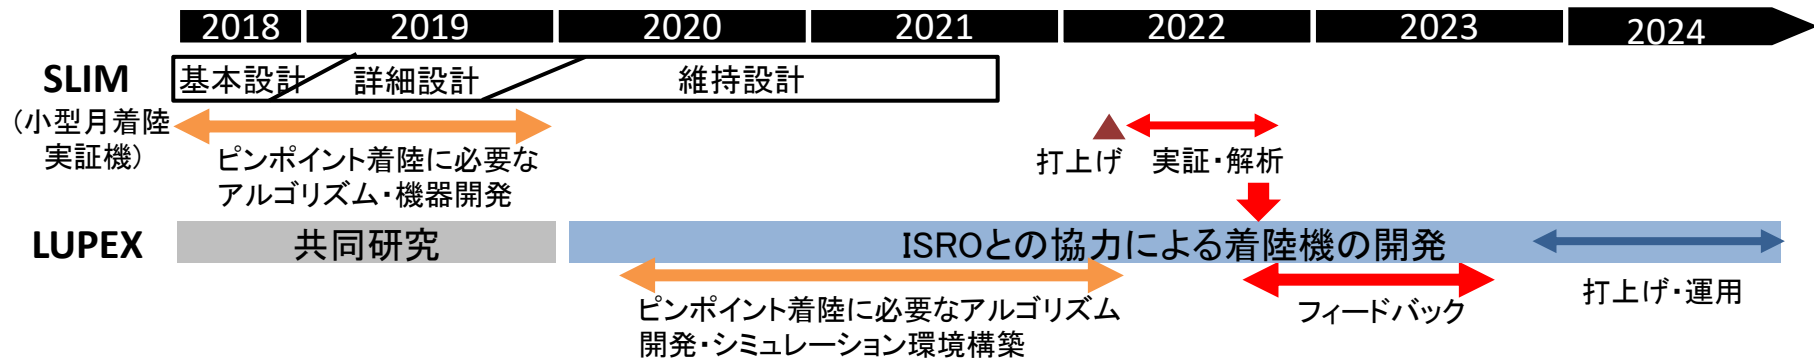 2018 2019 2020 2021 2022 2023 2024
SLIM
(小型月着陸
実証機)
基本設計 詳細設計 維持設計
ピンポイント着陸に必要な
アルゴリズム・機器開発
打上げ 実証・解析
LUPEX
共同研究 ISROとの協力による着陸機の開発
ピンポイント着陸に必要なアルゴリズム
開発・シミュレーション環境構築
フィードバック
打上げ・運用